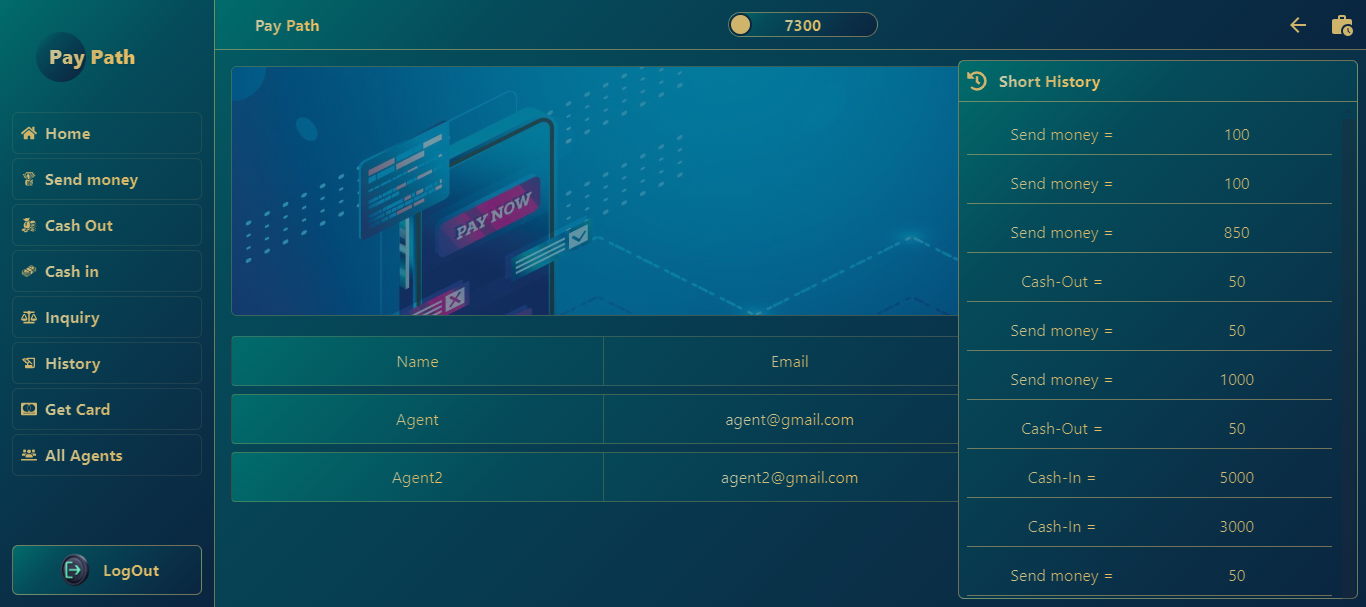 Pay Path
Home
Send money
Cash Out
Cash in
Inquiry
History
Get Card
All Agents
LogOut
Pay Path
7300
PAY NOW
Name Email
Agent agent@gmail.com
Agent2 agent2@gmail.com
Short History
Send money = 100
Send money = 100
Send money = 850
Cash-Out = 50
Send money = 50
Send money = 1000
Cash-Out = 50
Cash-In = 5000
Cash-In = 3000
Send money = 50